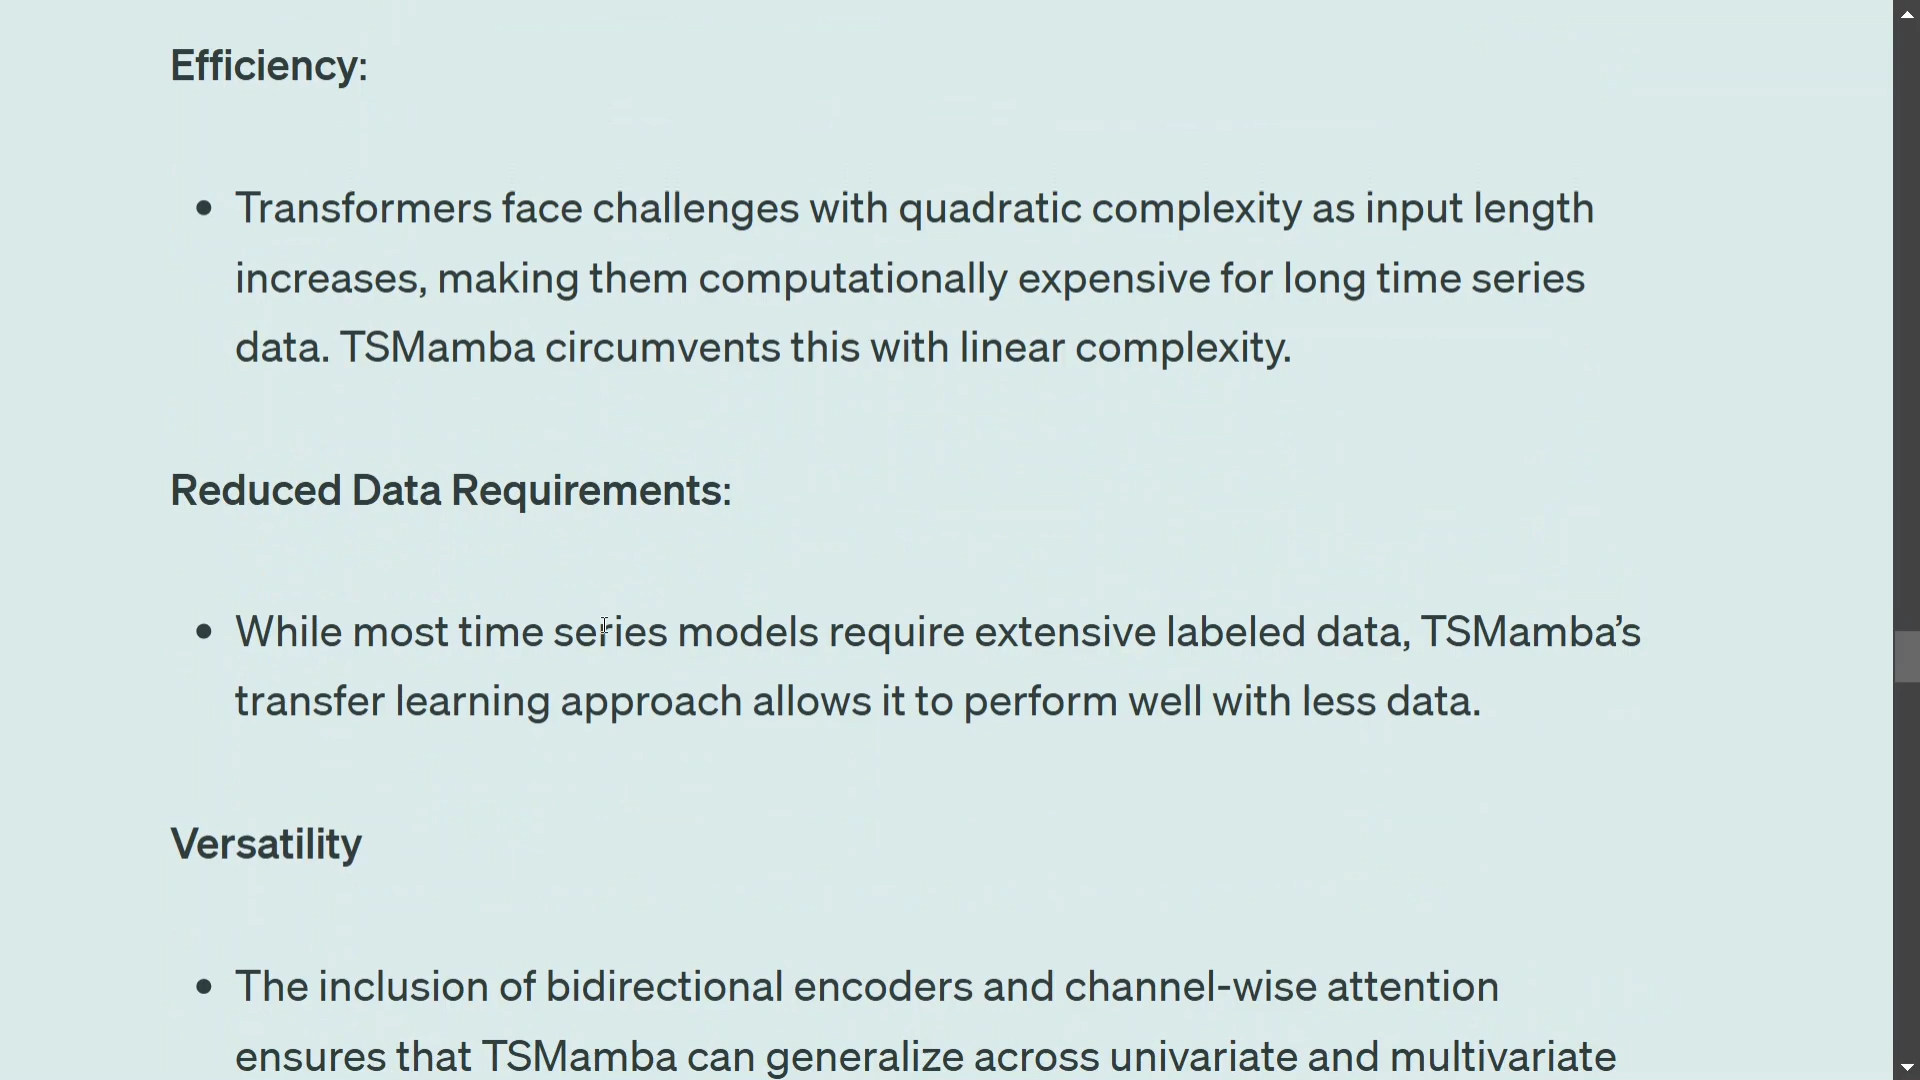 Efficiency:
• Transformers face challenges with quadratic complexity as input length
increases, making them computationally expensive for long time series
data. TSMamba circumvents this with linear complexity.
Reduced Data Requirements:
• While most time series models require extensive labeled data, TSMamba’s
transfer learning approach allows it to perform well with less data.
Versatility
• The inclusion of bidirectional encoders and channel-wise attention
ensures that TSMamba can generalize across univariate and multivariate